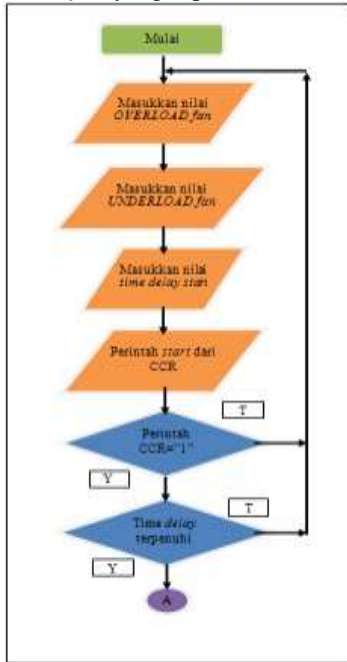 Mulai
Masukkan nilai
OVERLOAD fan
Masukkan nilai
UNDERLOAD fan
Masukkan nilai
time delay start
Perintah start dari
CCR
T
Perintah
CCR="1"
Y
T
Time delay
terpenuhi
Y
A